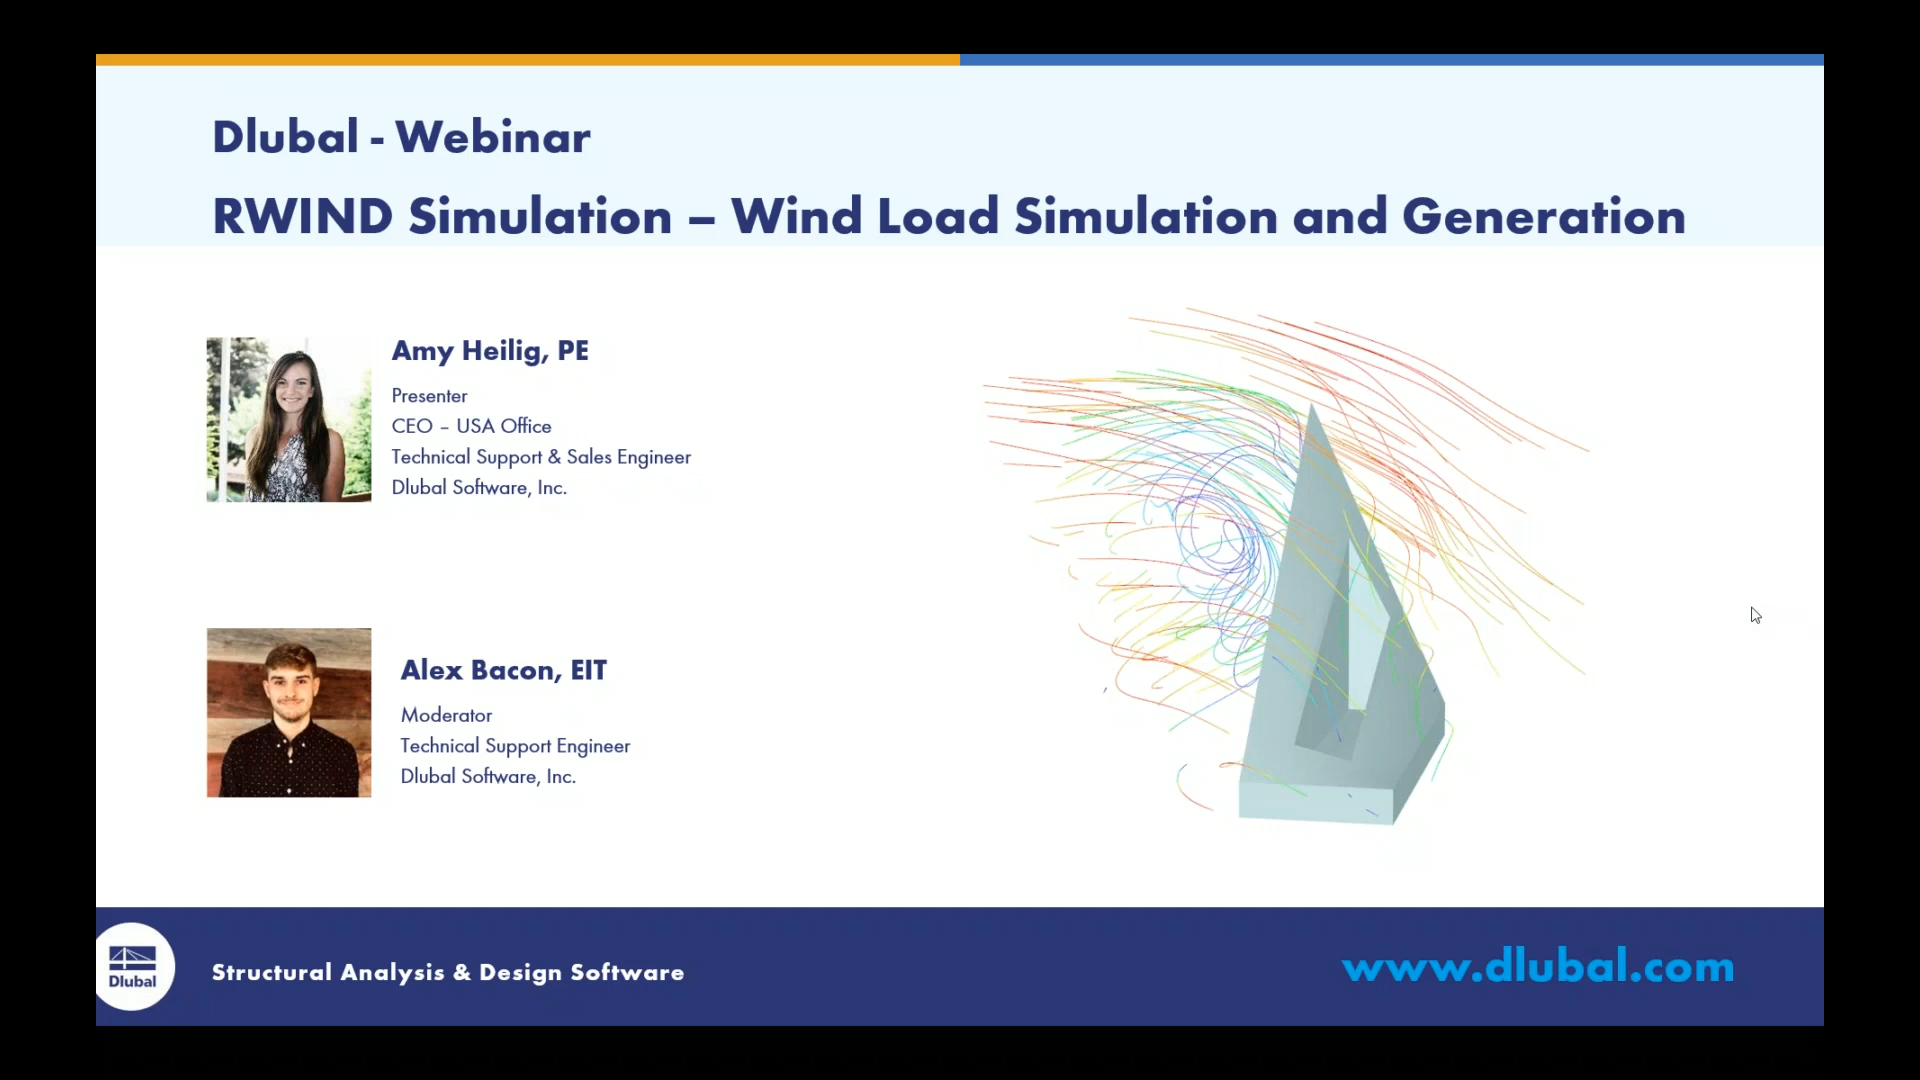 Dlubal - Webinar
RWIND Simulation – Wind Load Simulation and Generation
Amy Heilig, PE
Presenter
CEO – USA Office
Technical Support & Sales Engineer
Dlubal Software, Inc.
Alex Bacon, EIT
Moderator
Technical Support Engineer
Dlubal Software, Inc.
Dlubal
Structural Analysis & Design Software
www.dlubal.com